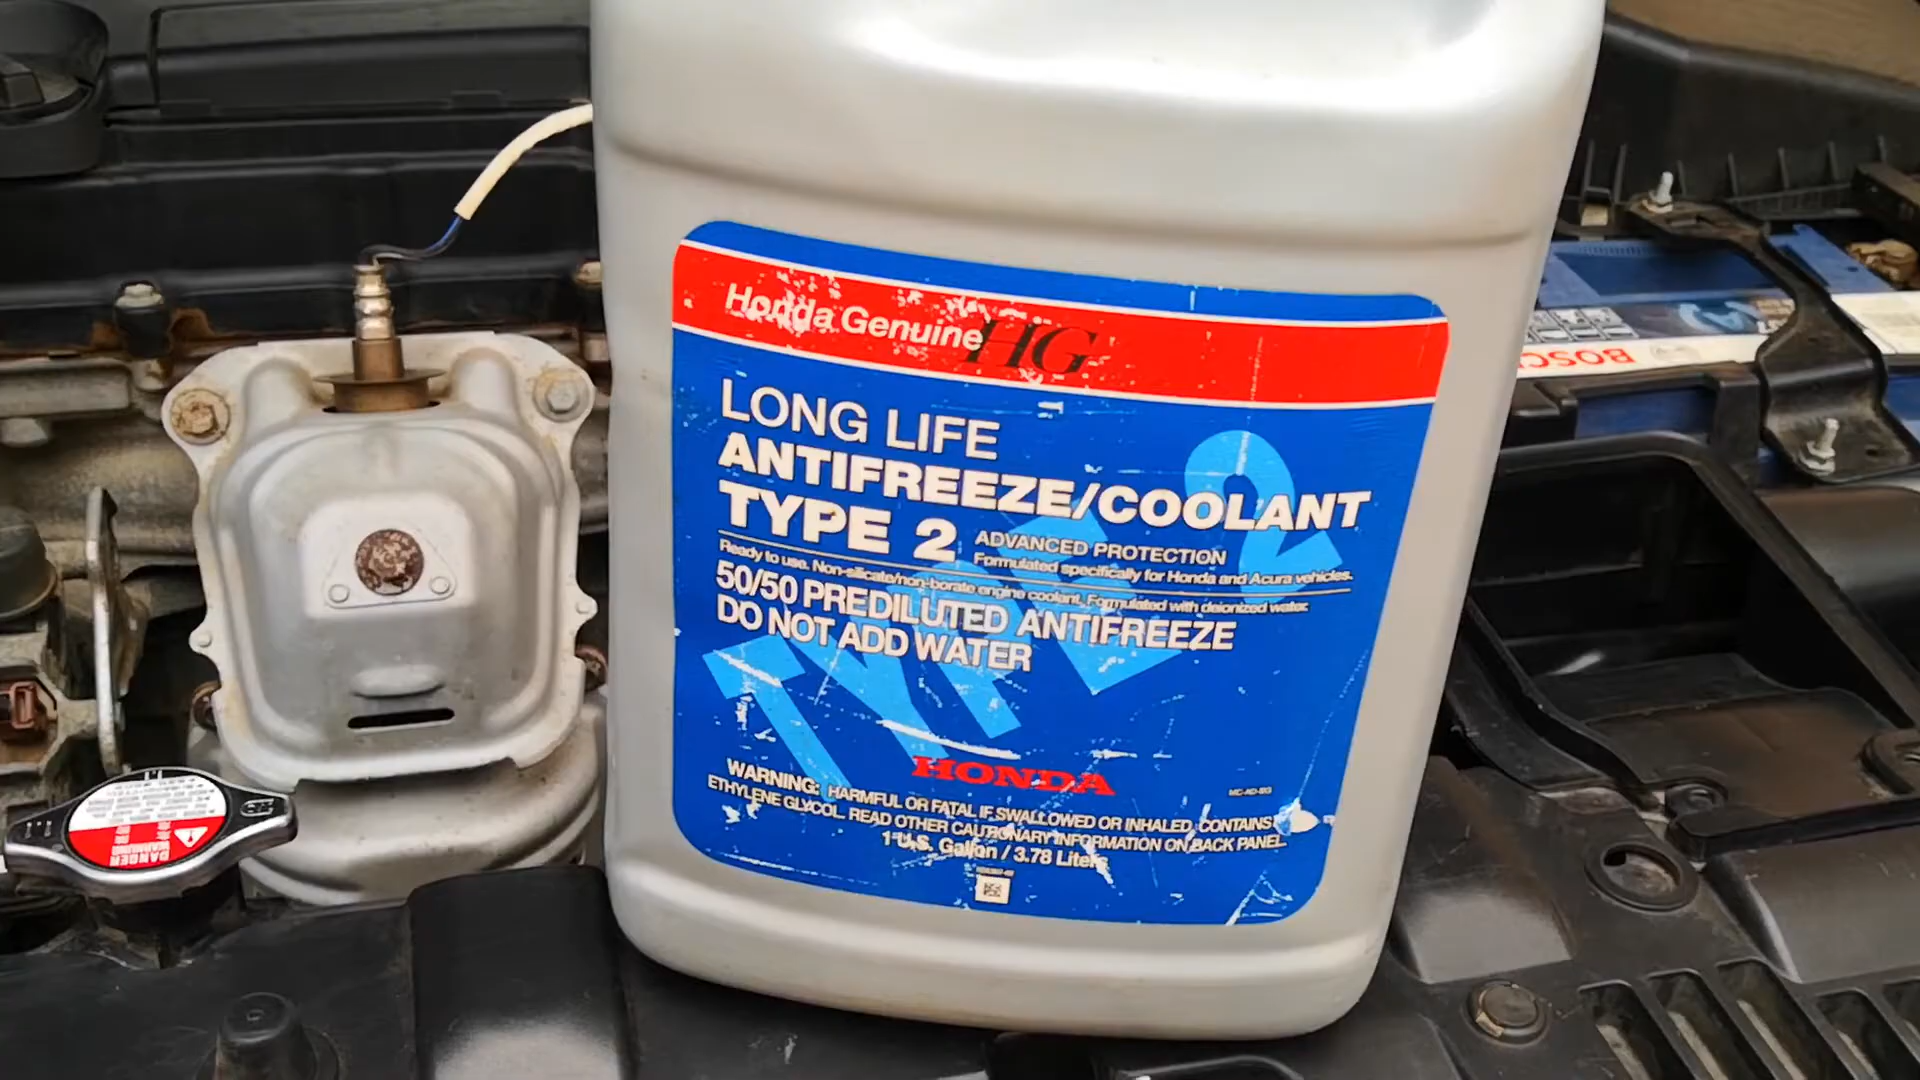 Honda Genuine HG
LONG LIFE
ANTIFREEZE/COOLANT
TYPE 2
ADVANCED PROTECTION
Formulated specifically for Honda and Acura vehicles.
Ready to use. Non-silicate/non-borate engine coolant. Formulated with deionized water.
50/50 PREDILUTED ANTIFREEZE
DO NOT ADD WATER
TYPE 2
HONDA
WARNING: HARMFUL OR FATAL IF SWALLOWED OR INHALED, CONTAINS
ETHYLENE GLYCOL. READ OTHER CAUTIONARY INFORMATION ON BACK PANEL.
1 U.S. Gallon / 3.78 Liters
BOSCH
DANGER
WARNING